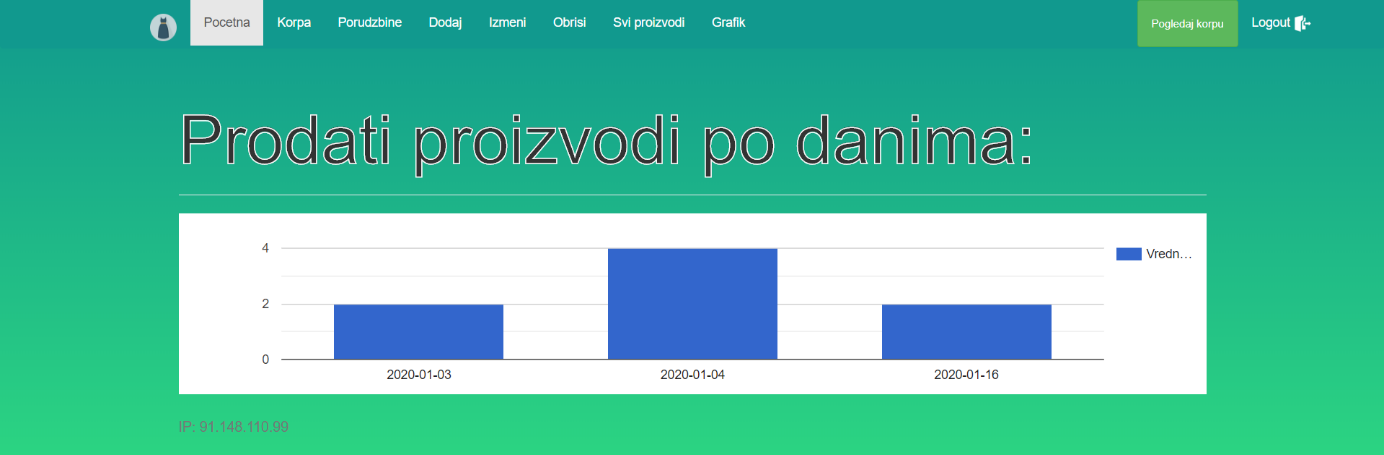 Pocetna Korpa Porudzbine Dodaj Izmeni Obrisi Svi proizvodi Grafik Pogledaj korpu Logout
Prodati proizvodi po danima:
4
Vredn...
2
0
2020-01-03 2020-01-04 2020-01-16
IP: 91.148.110.99